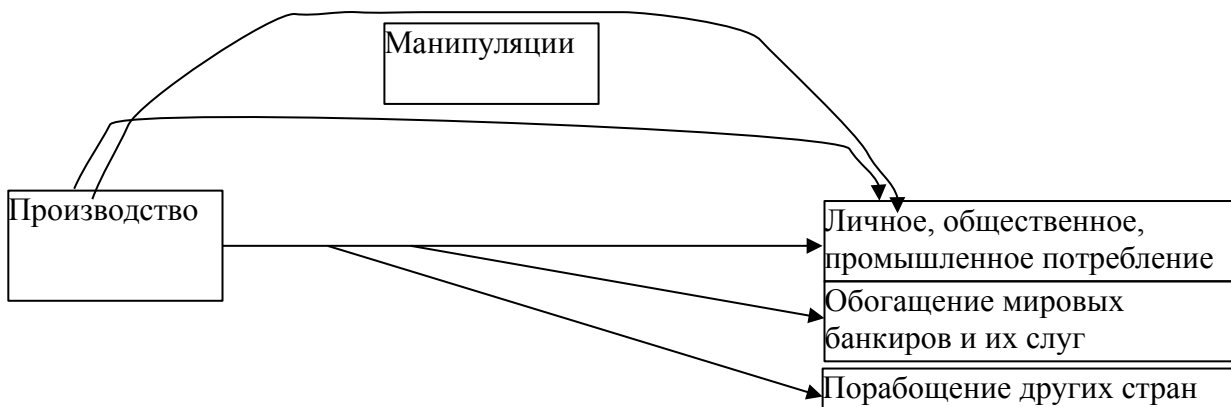 Манипуляции
Производство
Личное, общественное,
промышленное потребление
Обогащение мировых
банкиров и их слуг
Порабощение других стран